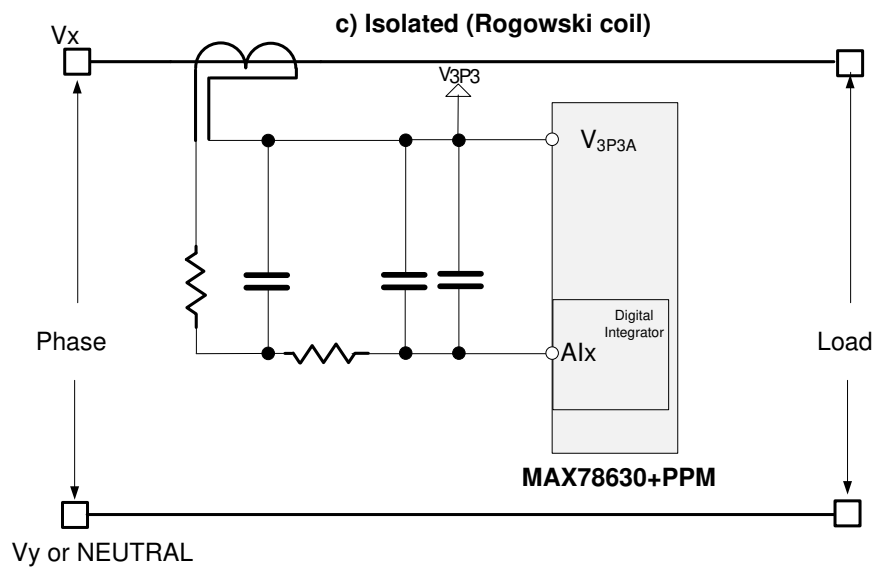 c) Isolated (Rogowski coil)
Vx
V3P3
V3P3A
Digital
Integrator
Phase
AIx
Load
MAX78630+PPM
Vy or NEUTRAL